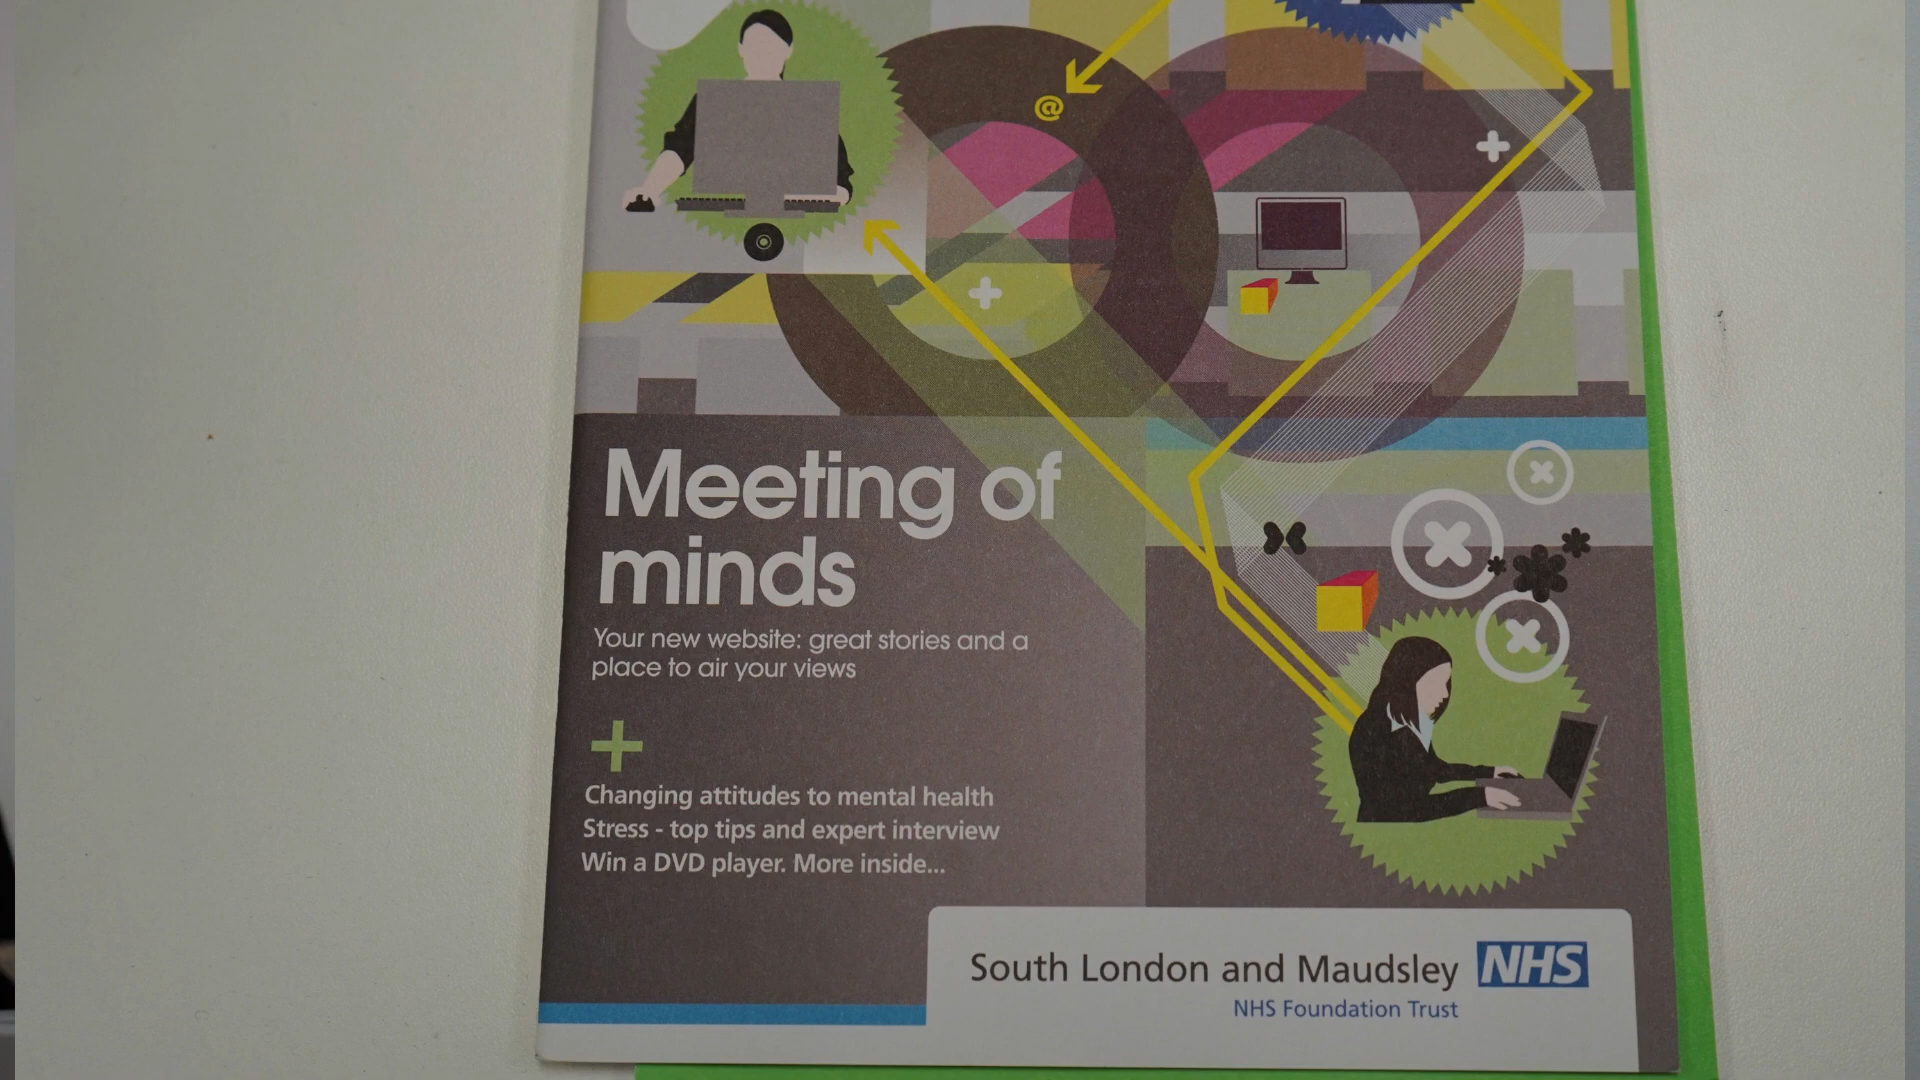 @
Meeting of
minds
Your new website: great stories and a
place to air your views
+
Changing attitudes to mental health
Stress - top tips and expert interview
Win a DVD player. More inside...
South London and Maudsley NHS
NHS Foundation Trust